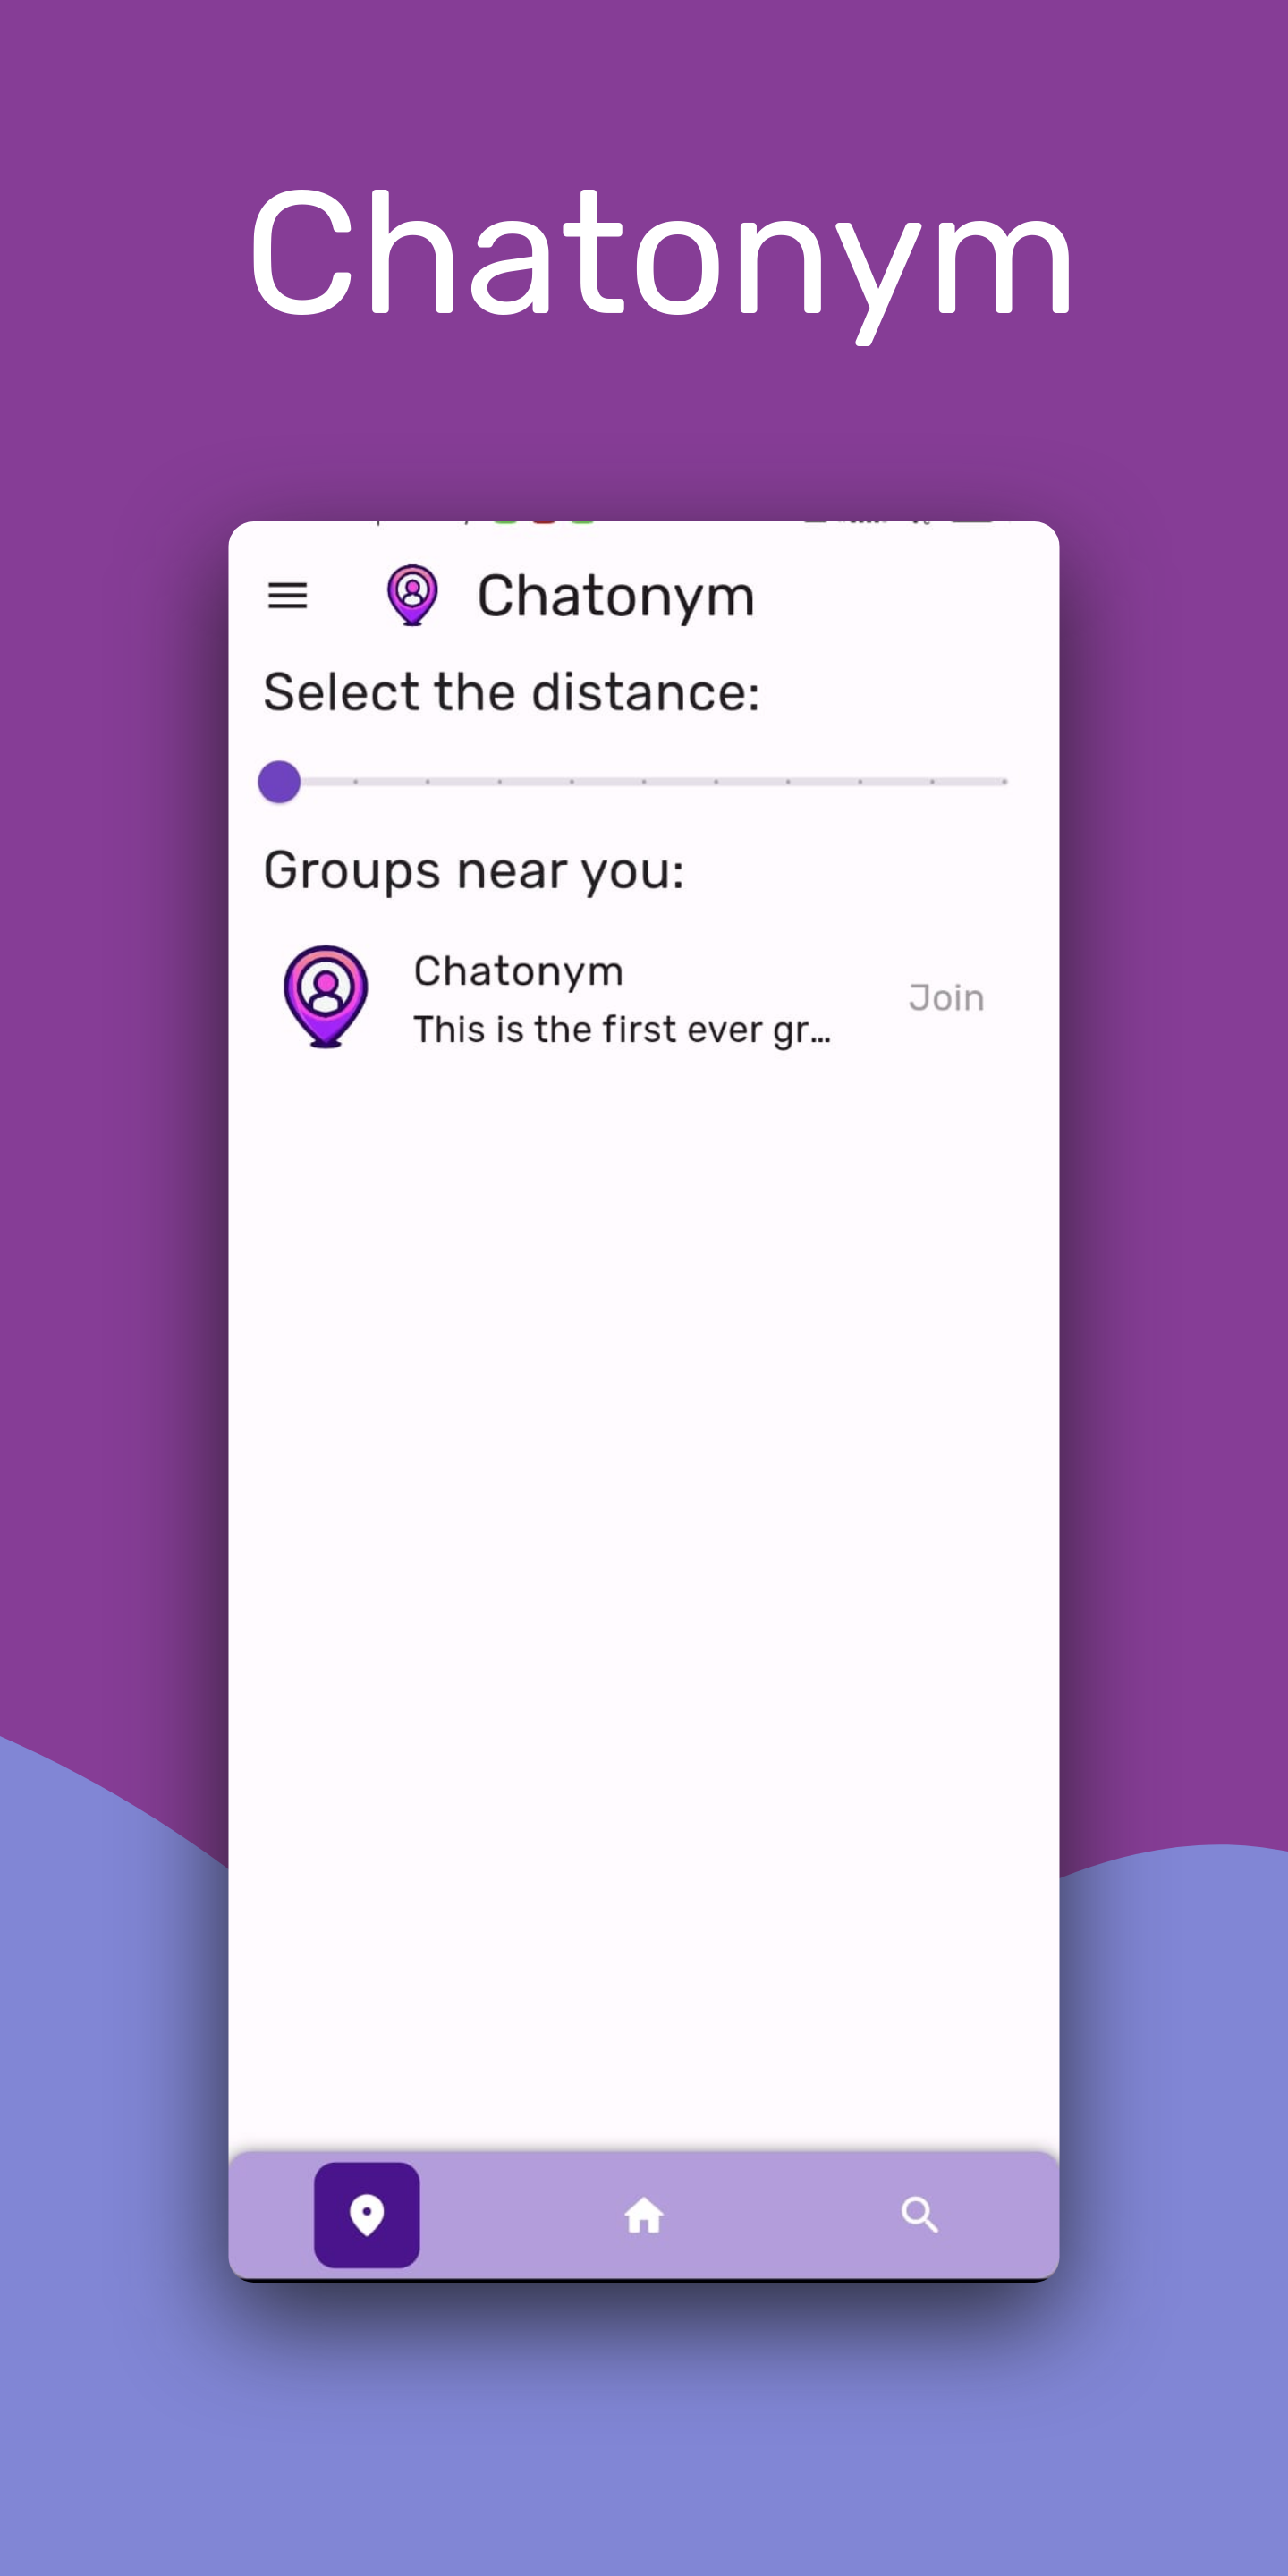 Chatonym
Chatonym
Select the distance:
Groups near you:
Chatonym
This is the first ever gr...
Join